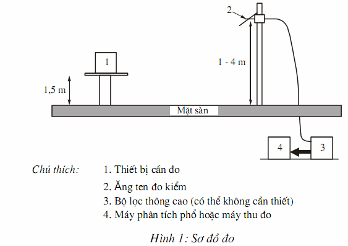 2
1
1,5 m
1 - 4 m
Mặt sàn
4
3
Chú thích: 1. Thiết bị cần đo
2. Ăng ten đo kiểm
3. Bộ lọc thông cao (có thể không cần thiết)
4. Máy phân tích phổ hoặc máy thu đo
Hình 1: Sơ đồ đo